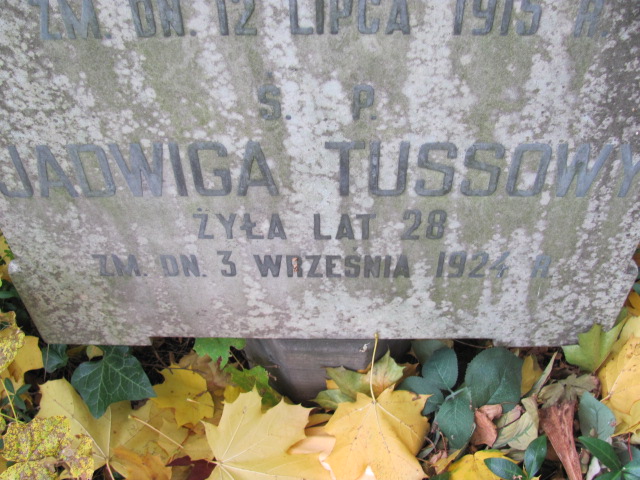 ZM. DN. 12 LIPCA 1915 R.
Ś. P.
JADWIGA TUSSOWY
ŻYŁA LAT 28
ZM. DN. 3 WRZEŚNIA 1924 R.